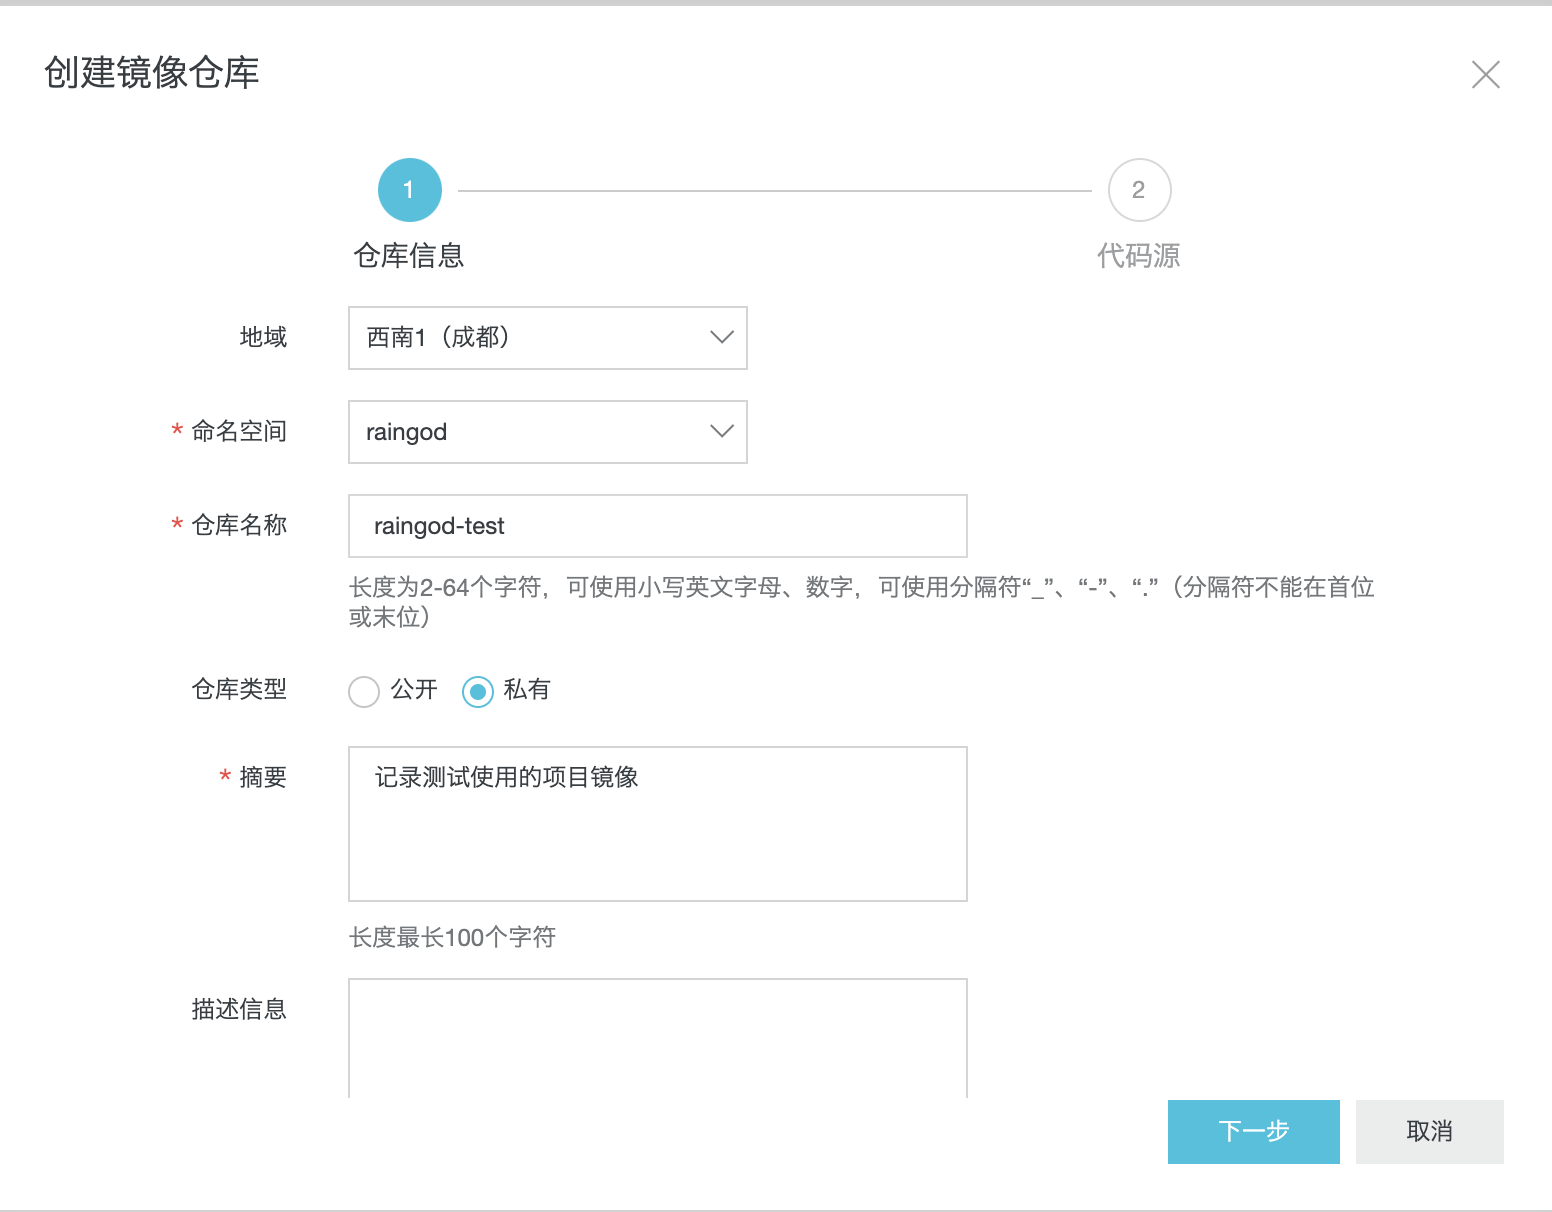 创建镜像仓库
1
2
仓库信息
代码源
地域
西南1（成都）
* 命名空间
raingod
* 仓库名称
raingod-test
长度为2-64个字符，可使用小写英文字母、数字，可使用分隔符“_”、“-”、“.”（分隔符不能在首位
或末位）
仓库类型
公开
私有
* 摘要
记录测试使用的项目镜像
长度最长100个字符
描述信息
下一步
取消